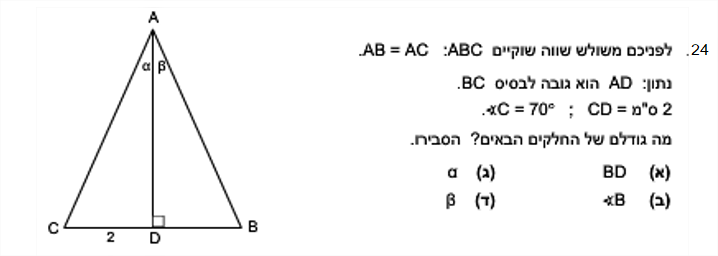 24. לפניכם משולש שווה שוקיים ABC: AB = AC.
נתון: AD הוא גובה לבסיס BC.
2 ס"מ = CD ; ∢C = 70°.
מה גודלם של החלקים הבאים? הסבירו.
(א) BD (ג) α
(ב) ∢B (ד) β
A
α β
C 2 D B